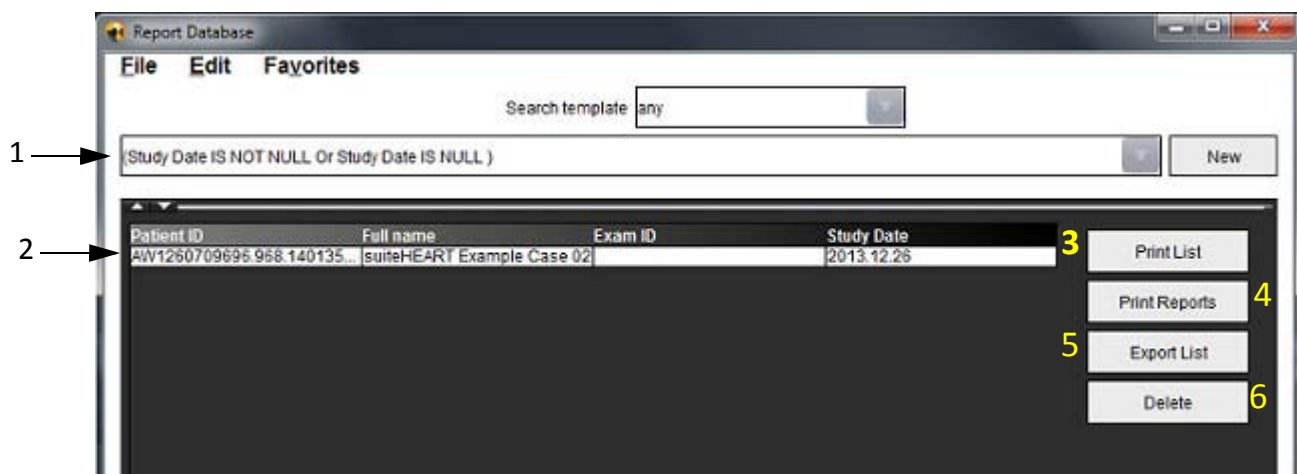 Report Database
File Edit Favorites
Search template any
1 (Study Date IS NOT NULL Or Study Date IS NULL ) New
Patient ID Full name Exam ID Study Date
2 AW1260709696.968.140135... suiteHEART Example Case 02 2013.12.26
3 Print List
Print Reports 4
5 Export List
Delete 6